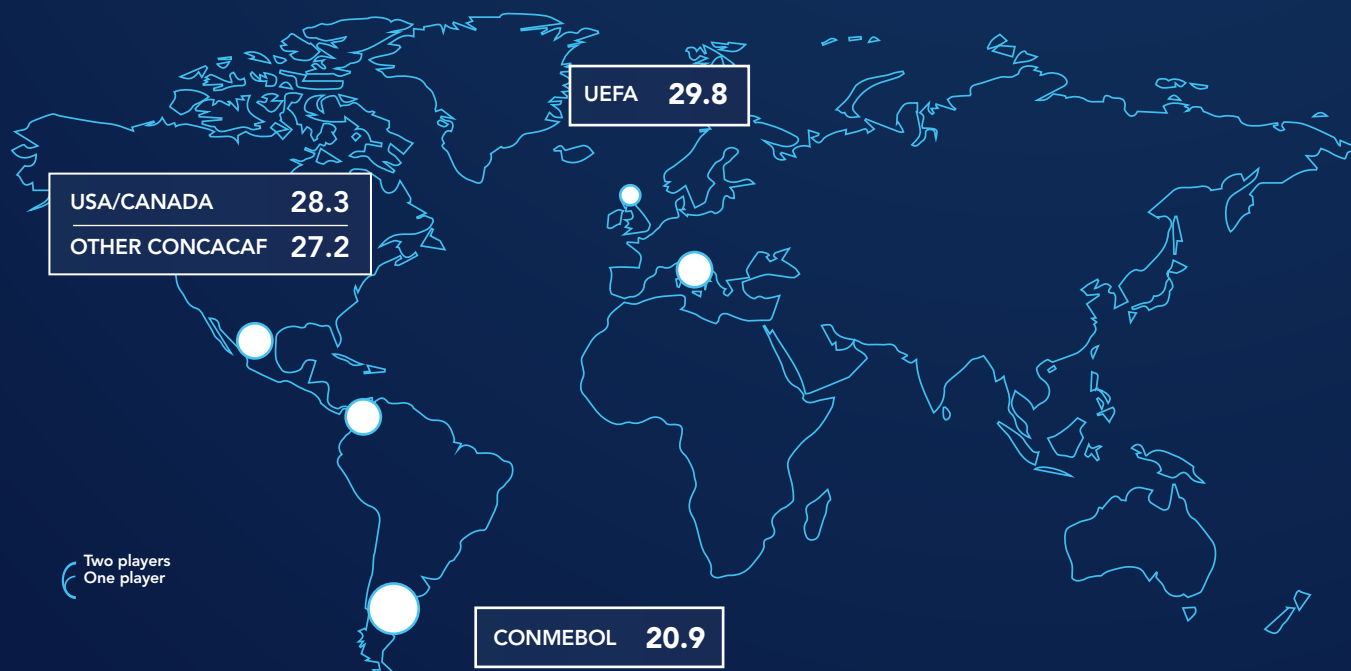 UEFA 29.8
USA/CANADA 28.3
OTHER CONCACAF 27.2
Two players
One player
CONMEBOL 20.9